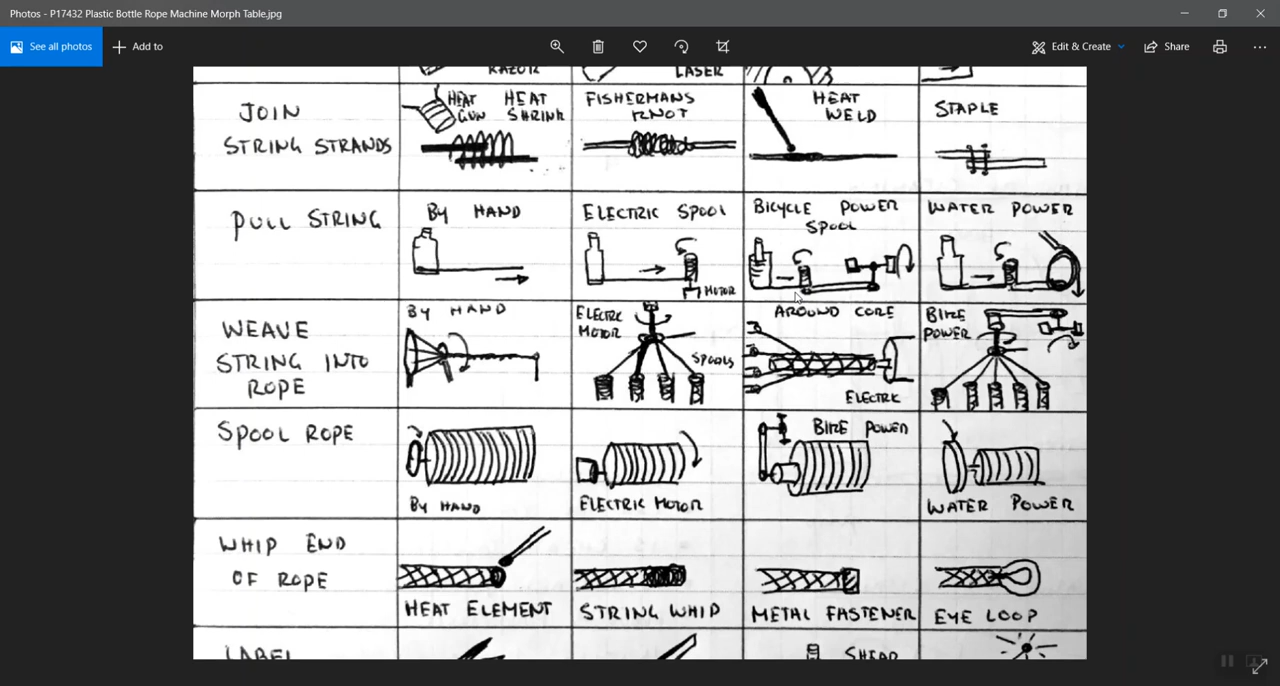 Photos - P17432 Plastic Bottle Rope Machine Morph Table.jpg
See all photos
Add to
Edit & Create
Share
RAZOR
LASER
JOIN
STRING STRANDS
HEAT GUN
HEAT SHRINK
FISHERMANS
KNOT
HEAT
WELD
STAPLE
PULL STRING
BY HAND
ELECTRIC SPOOL
MOTOR
BICYCLE POWER
SPOOL
WATER POWER
WEAVE
STRING INTO
ROPE
BY HAND
ELECTRIC
MOTOR
SPOOLS
AROUND CORE
ELECTRIC
BIKE
POWER
SPOOL ROPE
BY HAND
ELECTRIC MOTOR
BIKE POWER
WATER POWER
WHIP END
OF ROPE
HEAT ELEMENT
STRING WHIP
METAL FASTENER
EYE LOOP
LABEL